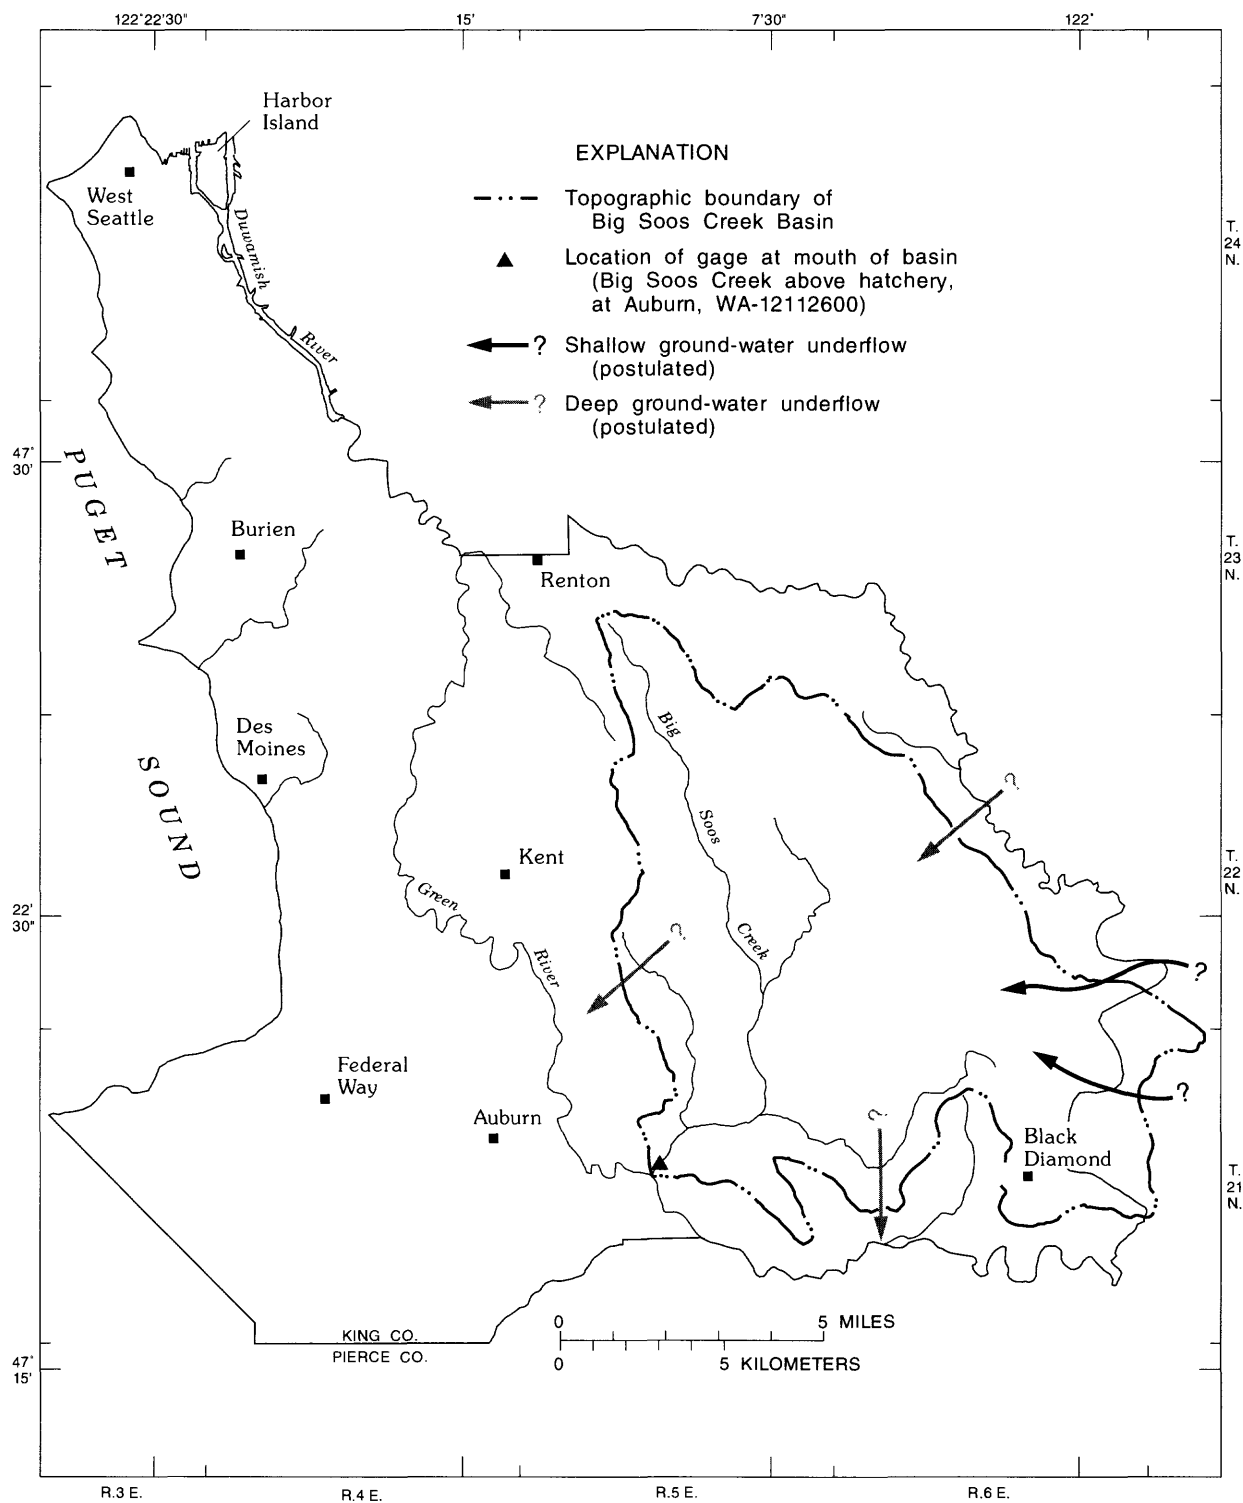 122°22'30"
15'
7'30"
122°
Harbor
Island
West
Seattle
Duwamish
River
EXPLANATION
Topographic boundary of
Big Soos Creek Basin
Location of gage at mouth of basin
(Big Soos Creek above hatchery,
at Auburn, WA-12112600)
? Shallow ground-water underflow
(postulated)
? Deep ground-water underflow
(postulated)
T.
24
N.
47°
30'
PUGET
SOUND
Burien
Renton
T.
23
N.
Des
Moines
Big
Soos
Creek
?
Kent
Green
River
T.
22
N.
22'
30"
?
?
?
Federal
Way
Auburn
?
Black
Diamond
T.
21
N.
KING CO.
PIERCE CO.
0 5 MILES
0 5 KILOMETERS
47°
15'
R.3 E.
R.4 E.
R.5 E.
R.6 E.